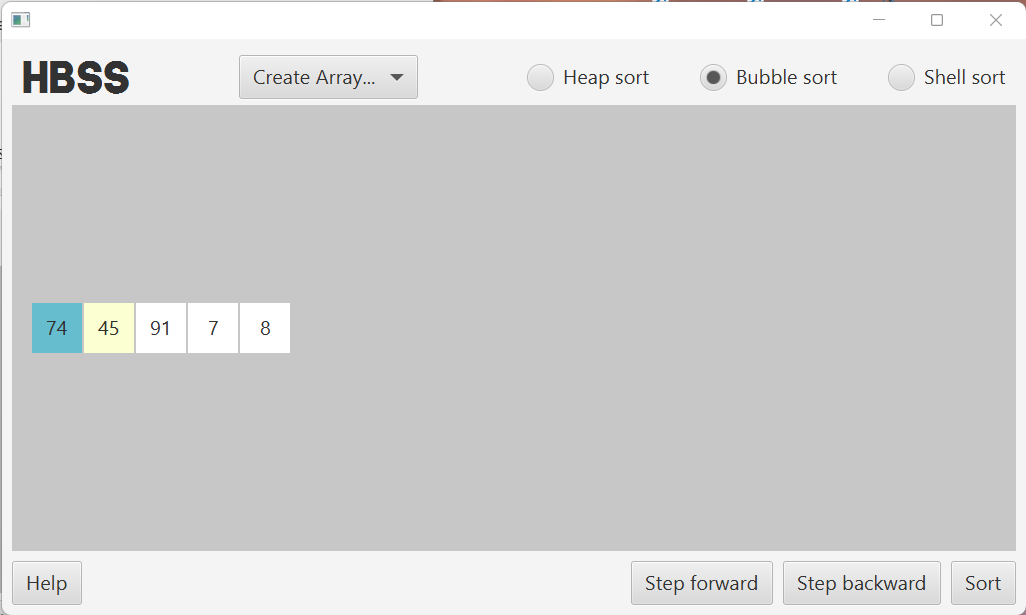 HBSS Create Array... Heap sort Bubble sort Shell sort
74 45 91 7 8
Help Step forward Step backward Sort